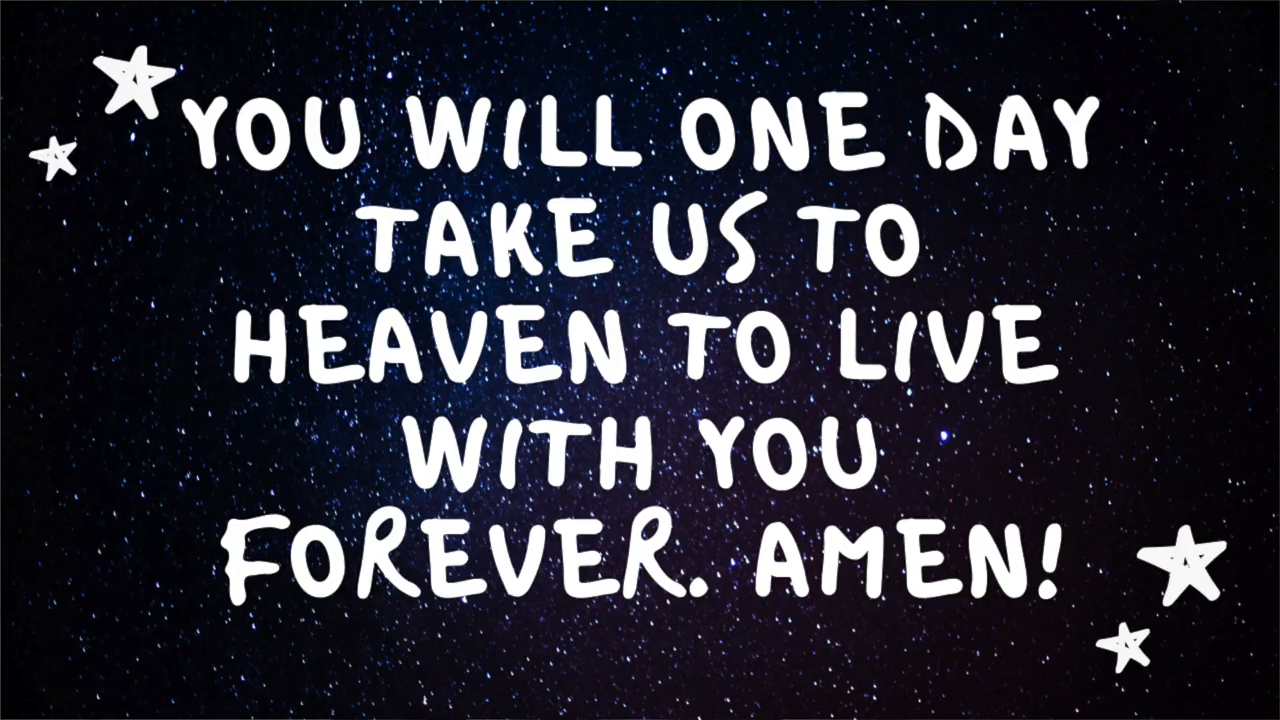 YOU WILL ONE DAY
TAKE US TO
HEAVEN TO LIVE
WITH YOU
FOREVER. AMEN!